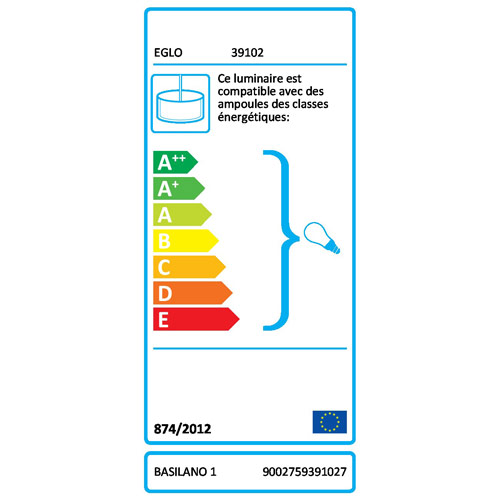 EGLO 39102
Ce luminaire est
compatible avec des
ampoules des classes
énergétiques:
A++
A+
A
B
C
D
E
874/2012
BASILANO 1 9002759391027